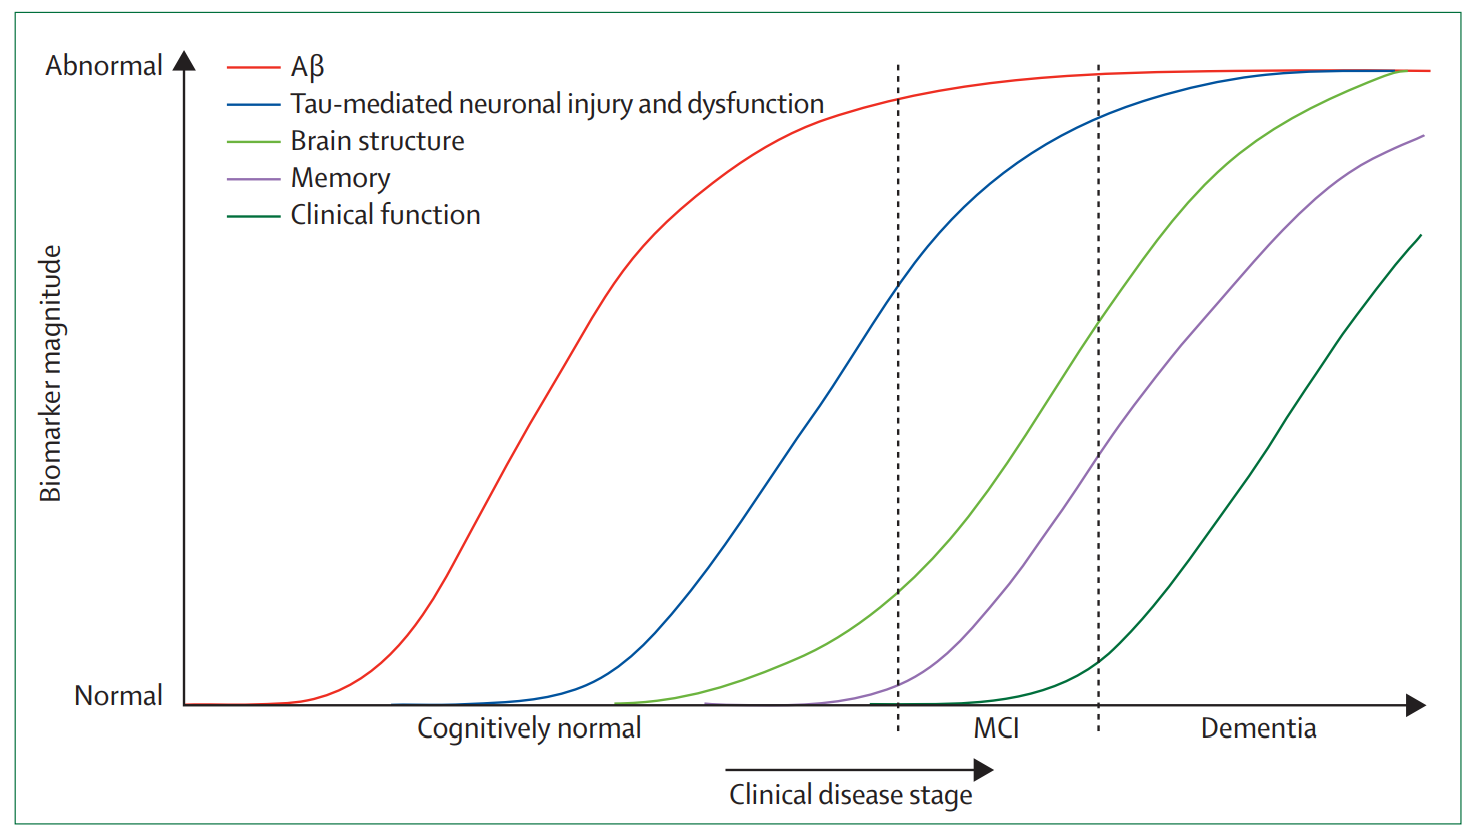 Abnormal
Aβ
Tau-mediated neuronal injury and dysfunction
Brain structure
Memory
Clinical function
Biomarker magnitude
Normal
Cognitively normal
MCI
Dementia
Clinical disease stage